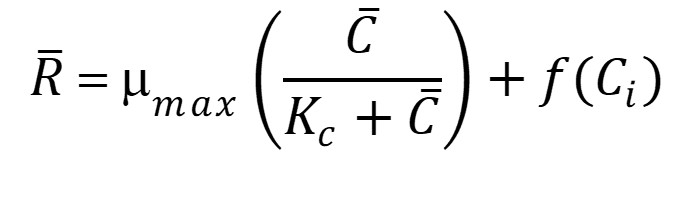 R̄ = μ_max (C̄ / (K_c + C̄)) + f(C_i)